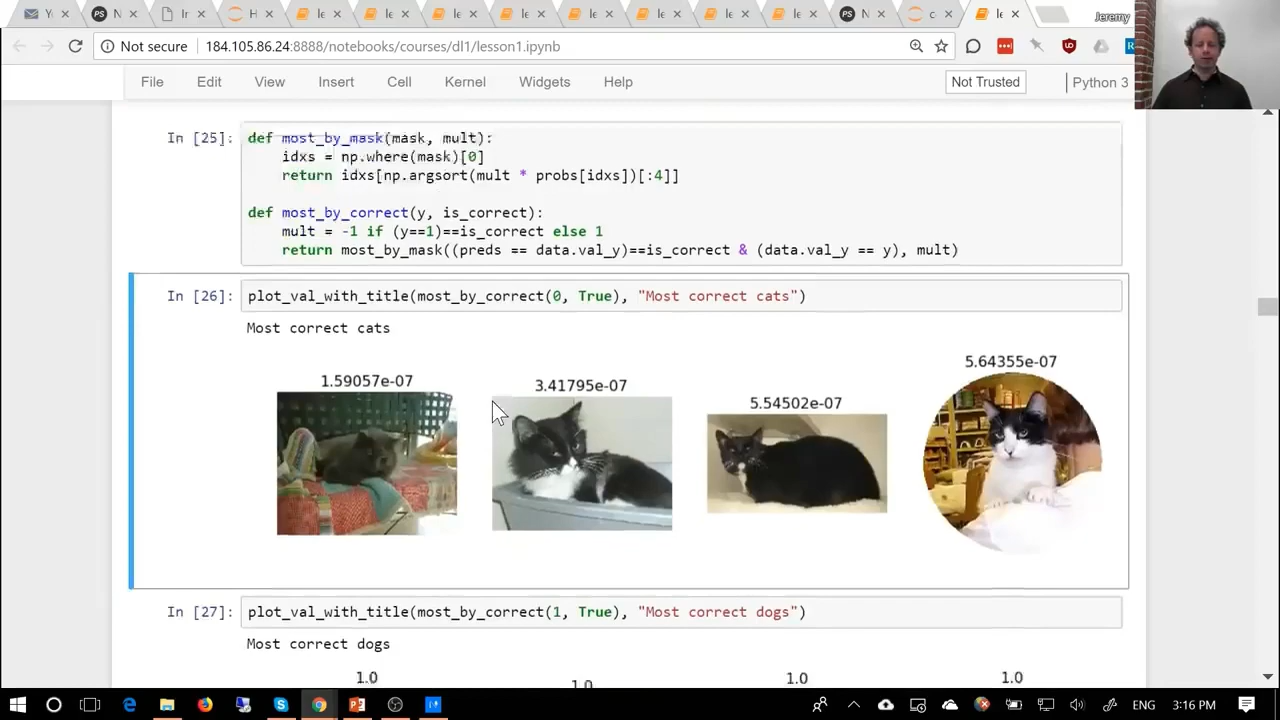 Jeremy
Not secure 184.105.86.24:8888/notebooks/courses/dl1/lesson1.ipynb
File Edit View Insert Cell Kernel Widgets Help Not Trusted Python 3
In [25]: def most_by_mask(mask, mult):
idxs = np.where(mask)[0]
return idxs[np.argsort(mult * probs[idxs])[:4]]
def most_by_correct(y, is_correct):
mult = -1 if (y==1)==is_correct else 1
return most_by_mask((preds == data.val_y)==is_correct & (data.val_y == y), mult)
In [26]: plot_val_with_title(most_by_correct(0, True), "Most correct cats")
Most correct cats
1.59057e-07 3.41795e-07 5.54502e-07 5.64355e-07
In [27]: plot_val_with_title(most_by_correct(1, True), "Most correct dogs")
Most correct dogs
1.0 1.0 1.0 1.0
ENG 3:16 PM